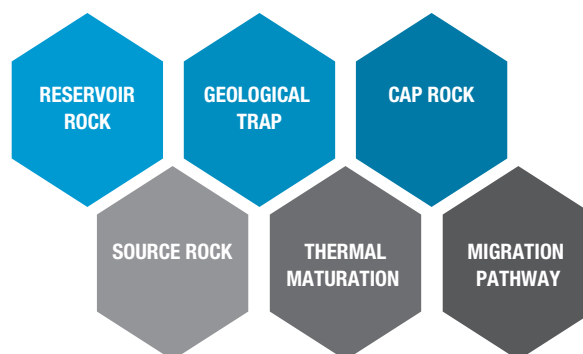 RESERVOIR
ROCK
GEOLOGICAL
TRAP
CAP ROCK
SOURCE ROCK
THERMAL
MATURATION
MIGRATION
PATHWAY